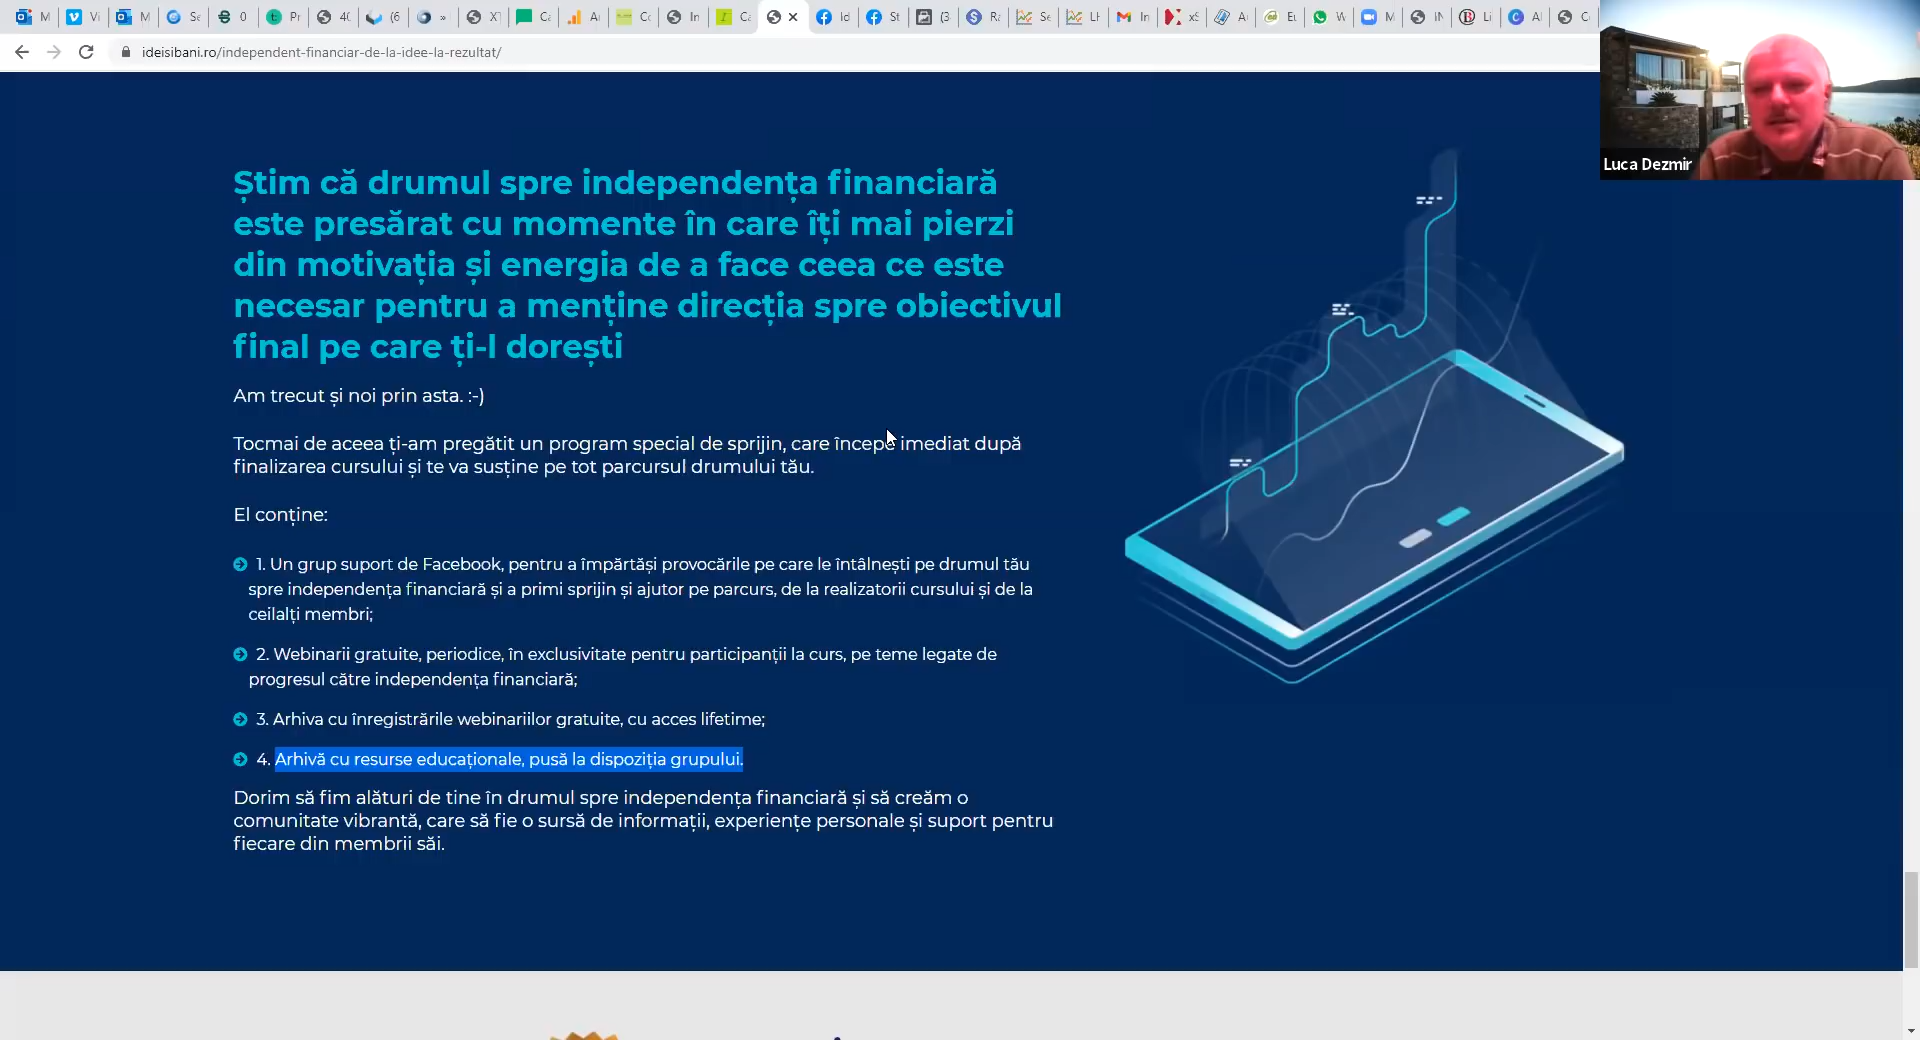 ideisibani.ro/independent-financiar-de-la-idee-la-rezultat/
Luca Dezmir
Știm că drumul spre independența financiară
este presărat cu momente în care îți mai pierzi
din motivația și energia de a face ceea ce este
necesar pentru a menține direcția spre obiectivul
final pe care ți-l dorești
Am trecut și noi prin asta. :-)
Tocmai de aceea ți-am pregătit un program special de sprijin, care începe imediat după
finalizarea cursului și te va susține pe tot parcursul drumului tău.
El conține:
1. Un grup suport de Facebook, pentru a împărtăși provocările pe care le întâlnești pe drumul tău
spre independența financiară și a primi sprijin și ajutor pe parcurs, de la realizatorii cursului și de la
ceilalți membri;
2. Webinarii gratuite, periodice, în exclusivitate pentru participanții la curs, pe teme legate de
progresul către independența financiară;
3. Arhiva cu înregistrările webinariilor gratuite, cu acces lifetime;
4. Arhivă cu resurse educaționale, pusă la dispoziția grupului.
Dorim să fim alături de tine în drumul spre independența financiară și să creăm o
comunitate vibrantă, care să fie o sursă de informații, experiențe personale și suport pentru
fiecare din membrii săi.